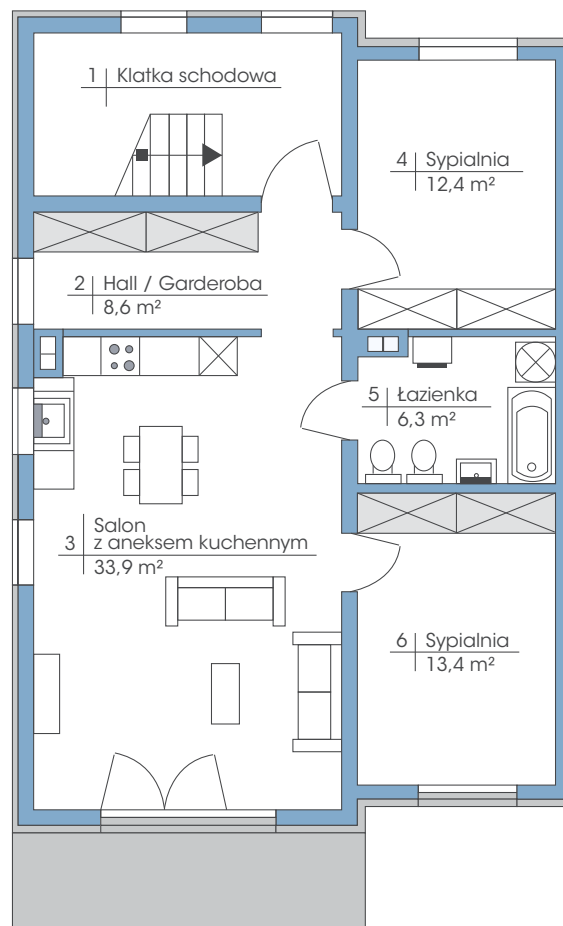 1 Klatka schodowa
4 Sypialnia
12,4 m²
2 Hall / Garderoba
8,6 m²
5 Łazienka
6,3 m²
3 Salon
z aneksem kuchennym
33,9 m²
6 Sypialnia
13,4 m²